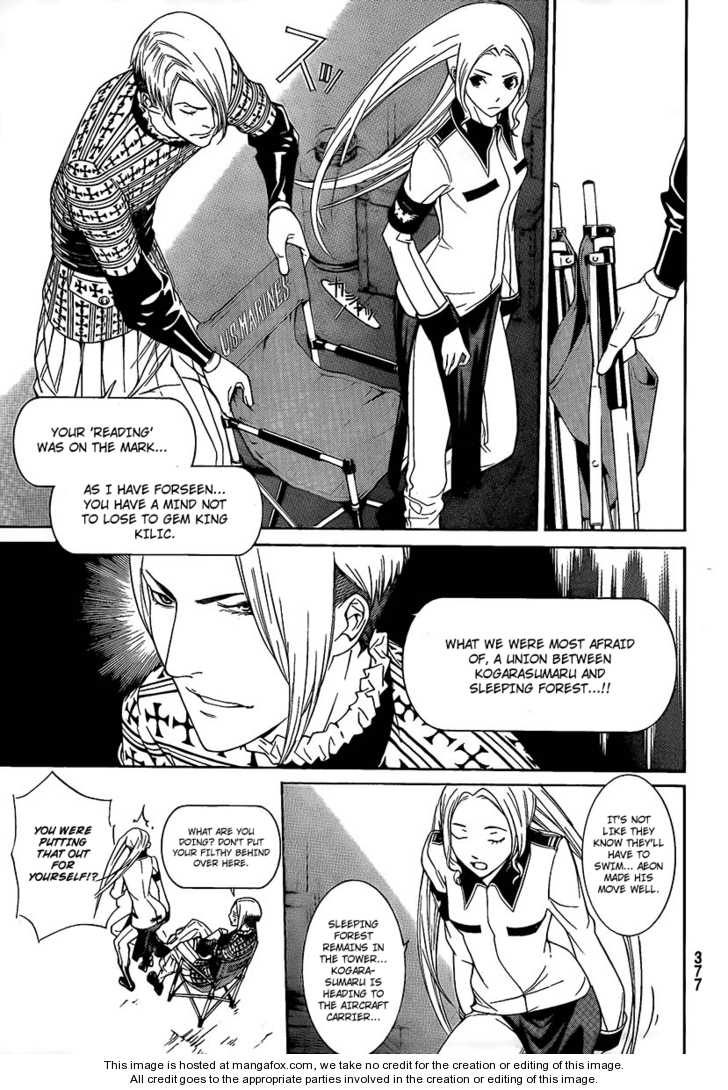 ズッ
U.S.MARINES
YOUR 'READING'
WAS ON THE MARK...
AS I HAVE FORSEEN...
YOU HAVE A MIND NOT
TO LOSE TO GEM KING
KILIC.
WHAT WE WERE MOST AFRAID
OF, A UNION BETWEEN
KOGARASUMARU AND
SLEEPING FOREST...!!
YOU WERE
PUTTING
THAT OUT
FOR
YOURSELF!?
WHAT ARE YOU
DOING? DON'T PUT
YOUR FILTHY BEHIND
OVER HERE.
IT'S NOT
LIKE THEY
KNOW THEY'LL
HAVE TO
SWIM... AEON
MADE HIS
MOVE WELL.
SLEEPING
FOREST
REMAINS IN
THE TOWER...
KOGARA-
SUMARU IS
HEADING TO
THE AIRCRAFT
CARRIER...
377
This image is hosted at mangafox.com, we take no credit for the creation or editing of this image.
All credit goes to the appropriate parties involved in the creation or editing of this image.